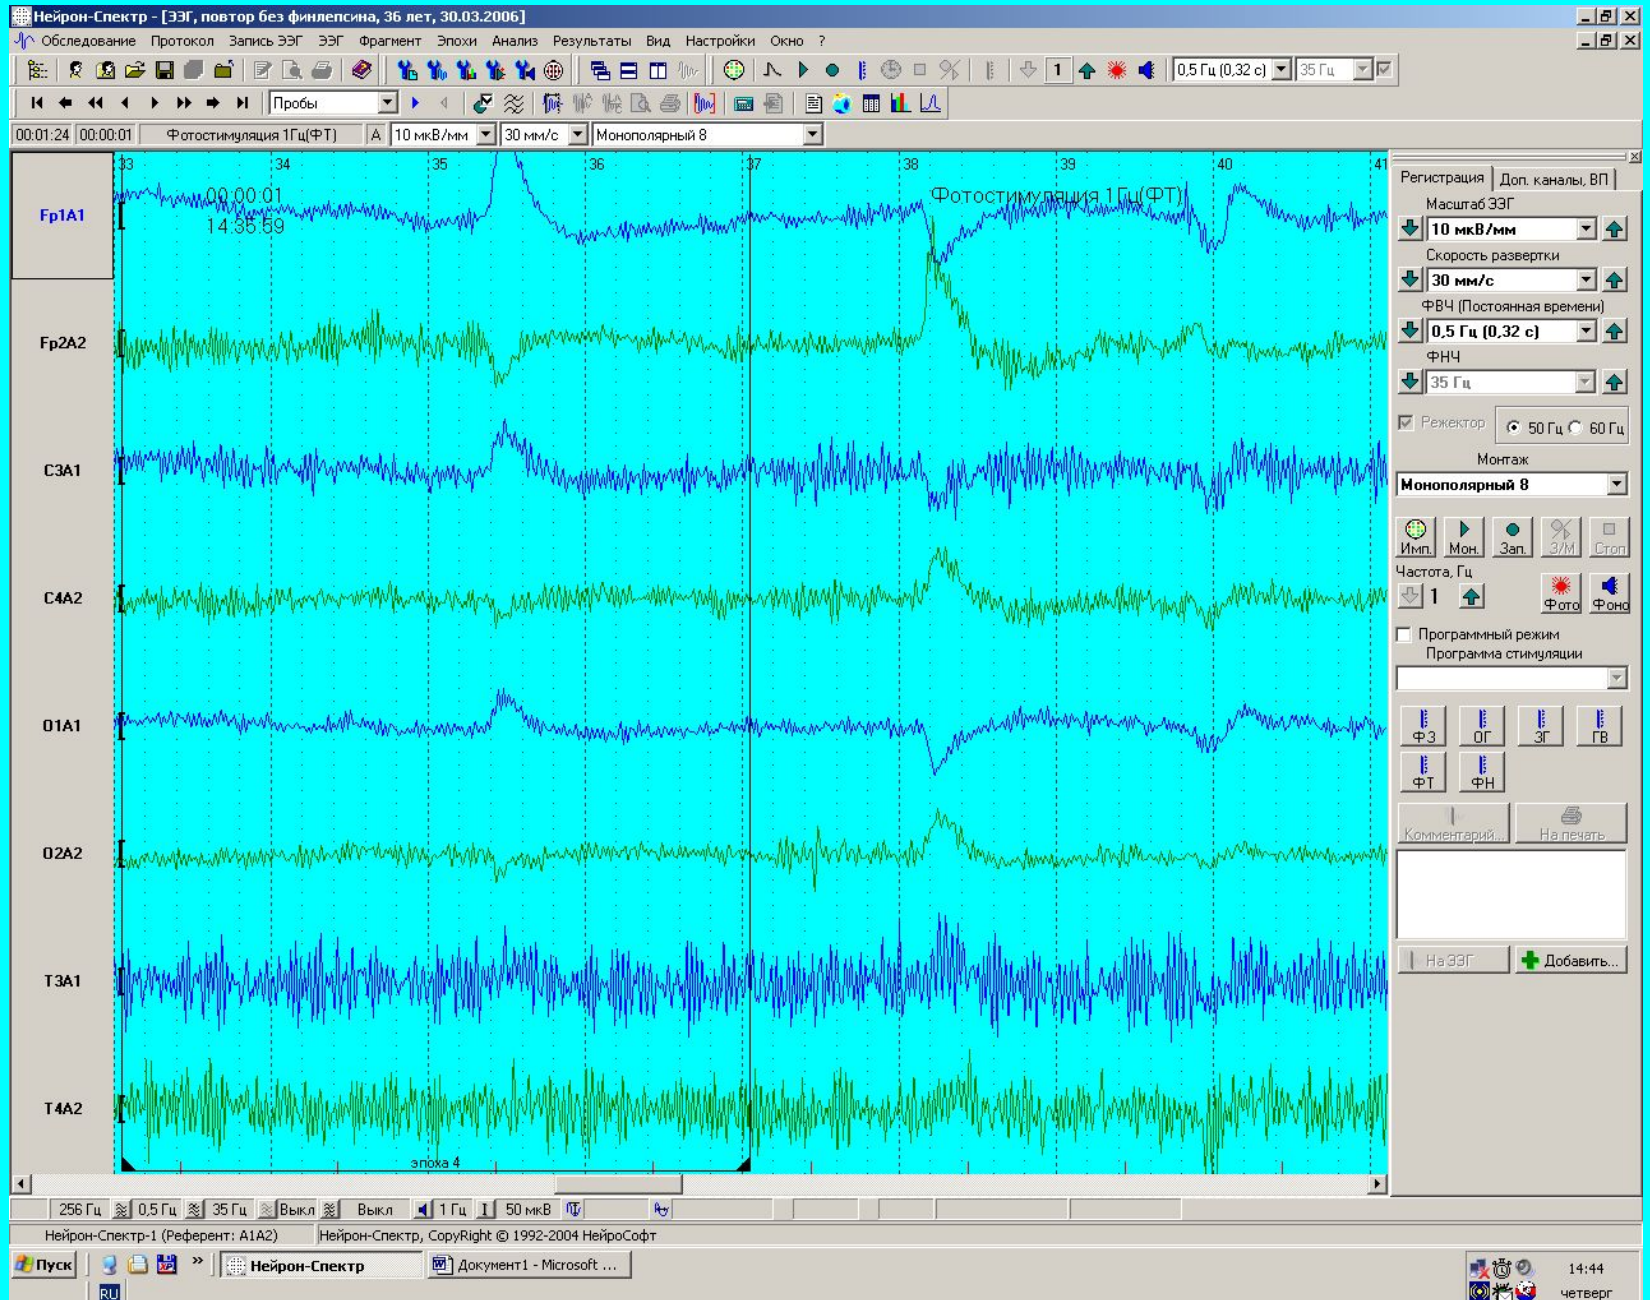 Нейрон-Спектр - [ЭЭГ, повтор без финлепсина, 36 лет, 30.03.2006]
Обследование Протокол Запись ЭЭГ ЭЭГ Фрагмент Эпохи Анализ Результаты Вид Настройки Окно ?
1 0,5 Гц (0,32 с) 35 Гц
Пробы
00:01:24 00:00:01 Фотостимуляция 1Гц(ФТ) А 10 мкВ/мм 30 мм/с Монополярный 8
33 34 35 36 37 38 39 40 41
00:00:01 Фотостимуляция 1Гц(ФТ)
14:35:59
Fp1A1
Fp2A2
C3A1
C4A2
O1A1
O2A2
T3A1
T4A2
эпоха 4
Регистрация Доп. каналы, ВП
Масштаб ЭЭГ
10 мкВ/мм
Скорость развертки
30 мм/с
ФВЧ (Постоянная времени)
0,5 Гц (0,32 с)
ФНЧ
35 Гц
Режектор 50 Гц 60 Гц
Монтаж
Монополярный 8
Имп. Мон. Зап. З/М Стоп
Частота, Гц
1 Фото Фоно
Программный режим
Программа стимуляции
ФЗ ОГ ЗГ ГВ
ФТ ФН
Комментарий... На печать
На ЭЭГ Добавить...
256 Гц 0,5 Гц 35 Гц Выкл Выкл 1 Гц 50 мкВ
Нейрон-Спектр-1 (Референт: А1А2) Нейрон-Спектр, CopyRight © 1992-2004 НейроСофт
Пуск XP » Нейрон-Спектр Документ1 - Microsoft ... 14:44
RU четверг